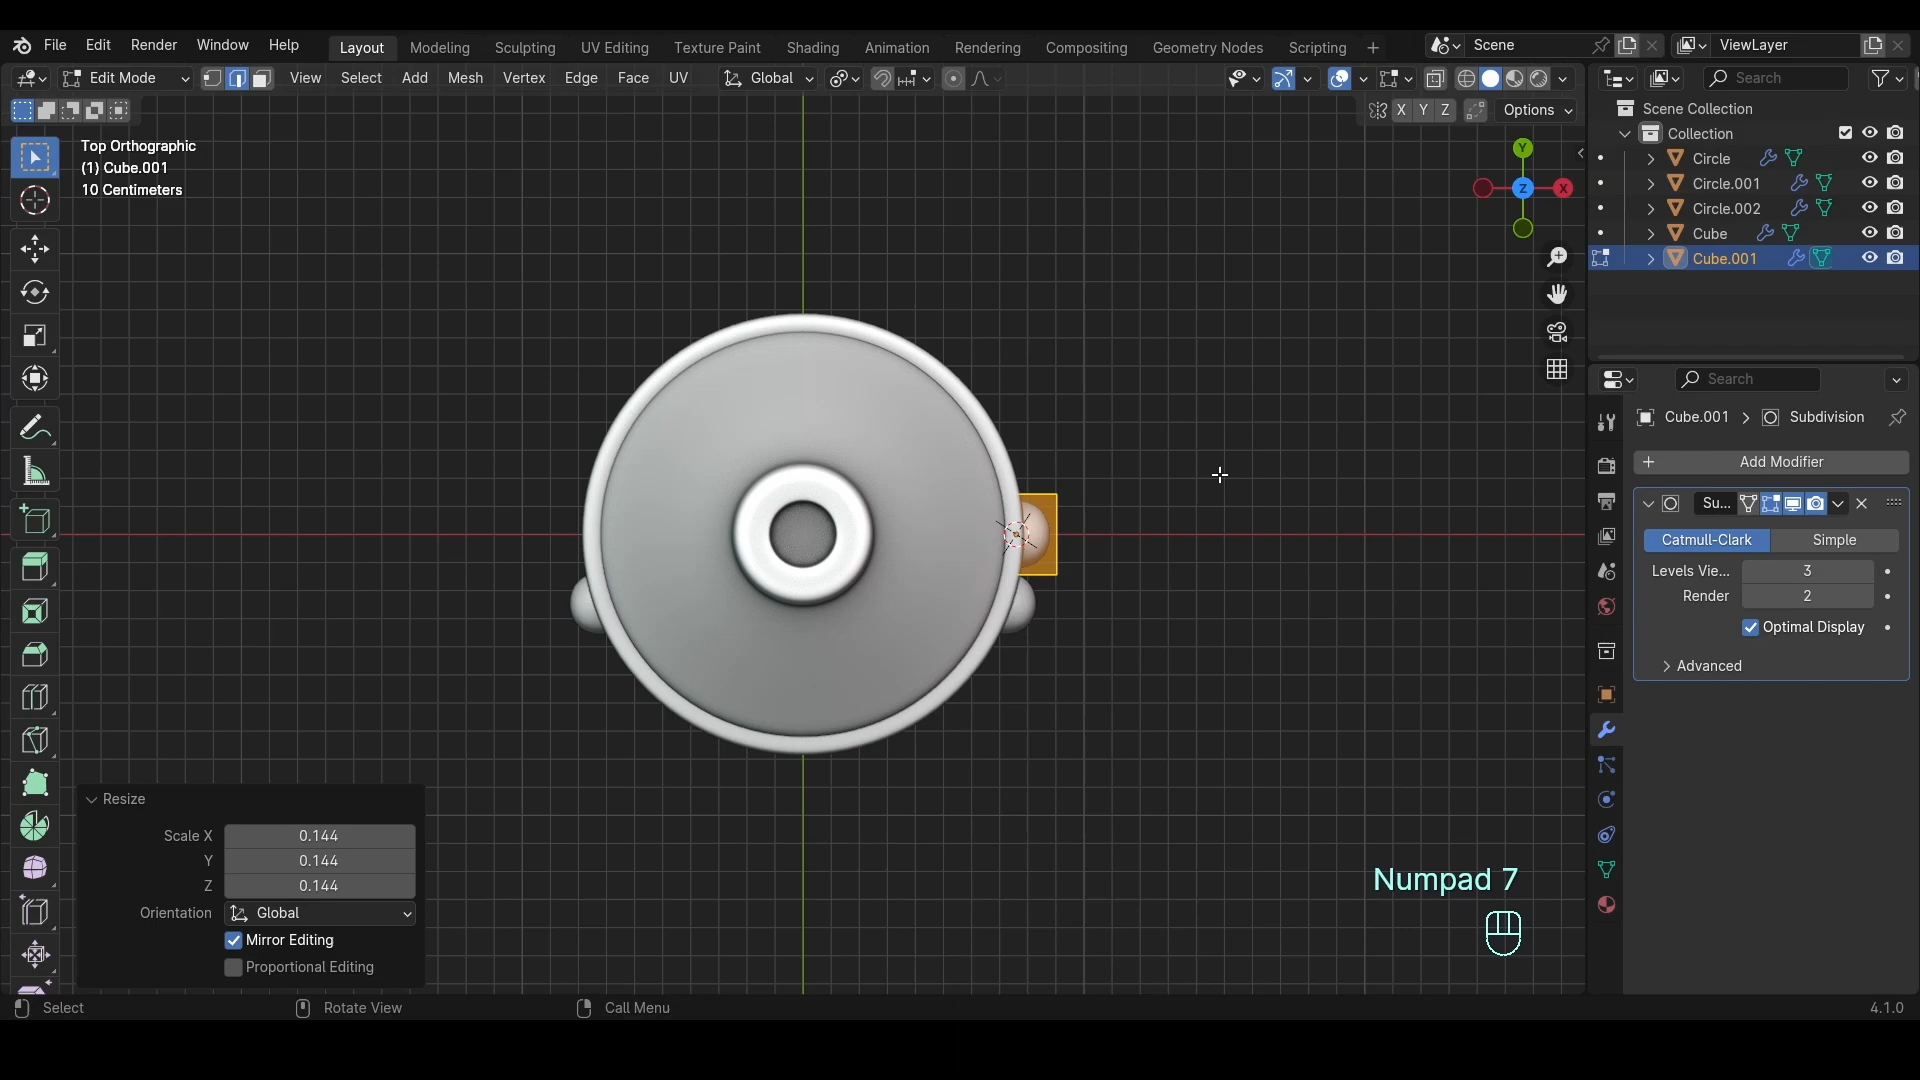 File Edit Render Window Help Layout Modeling Sculpting UV Editing Texture Paint Shading Animation Rendering Compositing Geometry Nodes Scripting + Scene ViewLayer
Edit Mode View Select Add Mesh Vertex Edge Face UV Global Search
X Y Z Options
Top Orthographic
(1) Cube.001
10 Centimeters
Y
Z X
Scene Collection
Collection
Circle
Circle.001
Circle.002
Cube
Cube.001
Search
Cube.001 > Subdivision
+ Add Modifier
Su...
Catmull-Clark Simple
Levels Vie... 3
Render 2
Optimal Display
Advanced
Resize
Scale X 0.144
Y 0.144
Z 0.144
Orientation Global
Mirror Editing
Proportional Editing
Numpad 7
Select Rotate View Call Menu 4.1.0